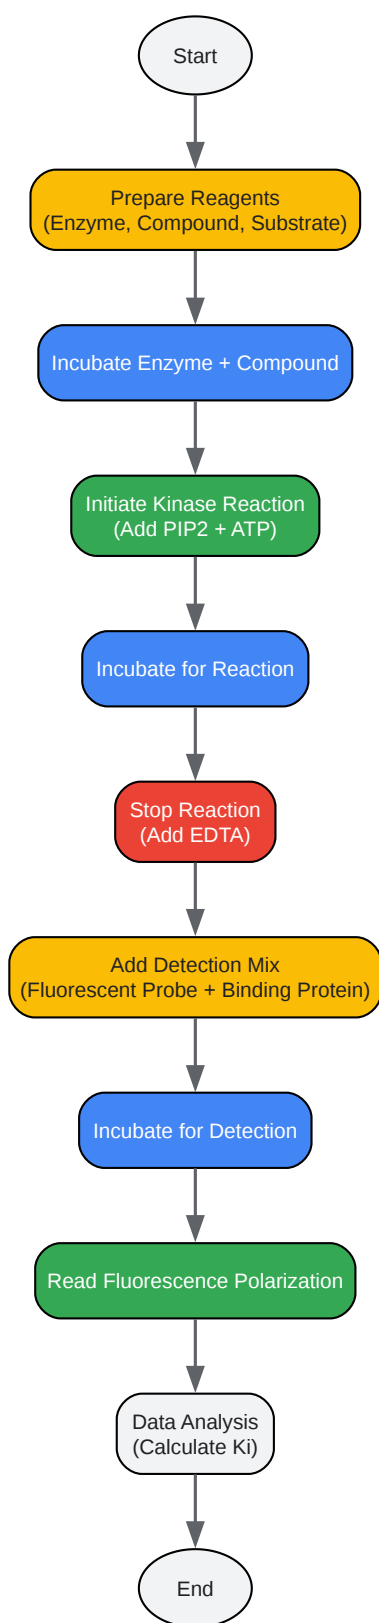 Start
Prepare Reagents
(Enzyme, Compound, Substrate)
Incubate Enzyme + Compound
Initiate Kinase Reaction
(Add PIP2 + ATP)
Incubate for Reaction
Stop Reaction
(Add EDTA)
Add Detection Mix
(Fluorescent Probe + Binding Protein)
Incubate for Detection
Read Fluorescence Polarization
Data Analysis
(Calculate Ki)
End